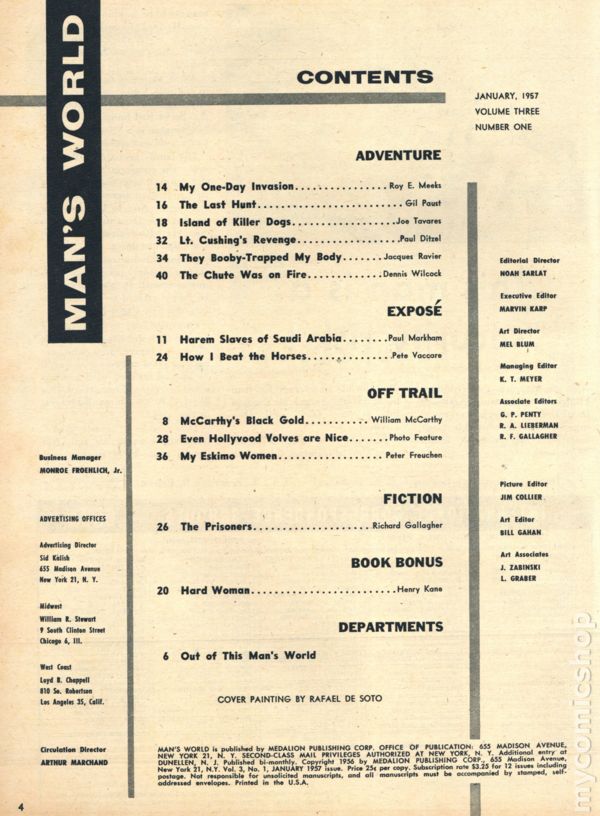 MAN'S WORLD
CONTENTS
JANUARY, 1957
VOLUME THREE
NUMBER ONE
ADVENTURE
14 My One-Day Invasion................Roy E. Meeks
16 The Last Hunt..........................Gil Paust
18 Island of Killer Dogs..................Joe Tavares
32 Lt. Cushing's Revenge..................Paul Ditzel
34 They Booby-Trapped My Body.......Jacques Ravier
40 The Chute Was on Fire.............Dennis Wilcock
EXPOSÉ
11 Harem Slaves of Saudi Arabia........Paul Markham
24 How I Beat the Horses...............Pete Vaccare
OFF TRAIL
8 McCarthy's Black Gold...........William McCarthy
28 Even Hollywood Volves are Nice.......Photo Feature
36 My Eskimo Women..................Peter Freuchen
FICTION
26 The Prisoners.....................Richard Gallagher
BOOK BONUS
20 Hard Woman.........................Henry Kane
DEPARTMENTS
6 Out of This Man's World
COVER PAINTING BY RAFAEL DE SOTO
Editorial Director
NOAH SARLAT
Executive Editor
MARVIN KARP
Art Director
MEL BLUM
Managing Editor
K. T. MEYER
Associate Editors
G. P. PENTY
R. A. LIEBERMAN
R. F. GALLAGHER
Picture Editor
JIM COLLIER
Art Editor
BILL GAHAN
Art Associates
J. ZABINSKI
L. GRABER
Business Manager
MONROE FROEHLICH, Jr.
ADVERTISING OFFICES
Advertising Director
Sid Kalish
655 Madison Avenue
New York 21, N. Y.
Midwest
William R. Stewart
9 South Clinton Street
Chicago 6, Ill.
West Coast
Loyd B. Chappell
810 So. Robertson
Los Angeles 35, Calif.
Circulation Director
ARTHUR MARCHAND
MAN'S WORLD is published by MEDALION PUBLISHING CORP. OFFICE OF PUBLICATION: 655 MADISON AVENUE,
NEW YORK 21, N. Y. SECOND-CLASS MAIL PRIVILEGES AUTHORIZED AT NEW YORK, N. Y. Additional entry at
DUNELLEN, N. J. Published bi-monthly. Copyright 1956 by MEDALION PUBLISHING CORP., 655 Madison Avenue,
New York 21, N.Y. Vol. 3, No. 1, JANUARY 1957 issue. Price 25¢ per copy. Subscription rate $3.25 for 12 issues including
postage. Not responsible for unsolicited manuscripts, and all manuscripts must be accompanied by stamped, self-
addressed envelopes. Printed in the U.S.A.
4
mycomicshop